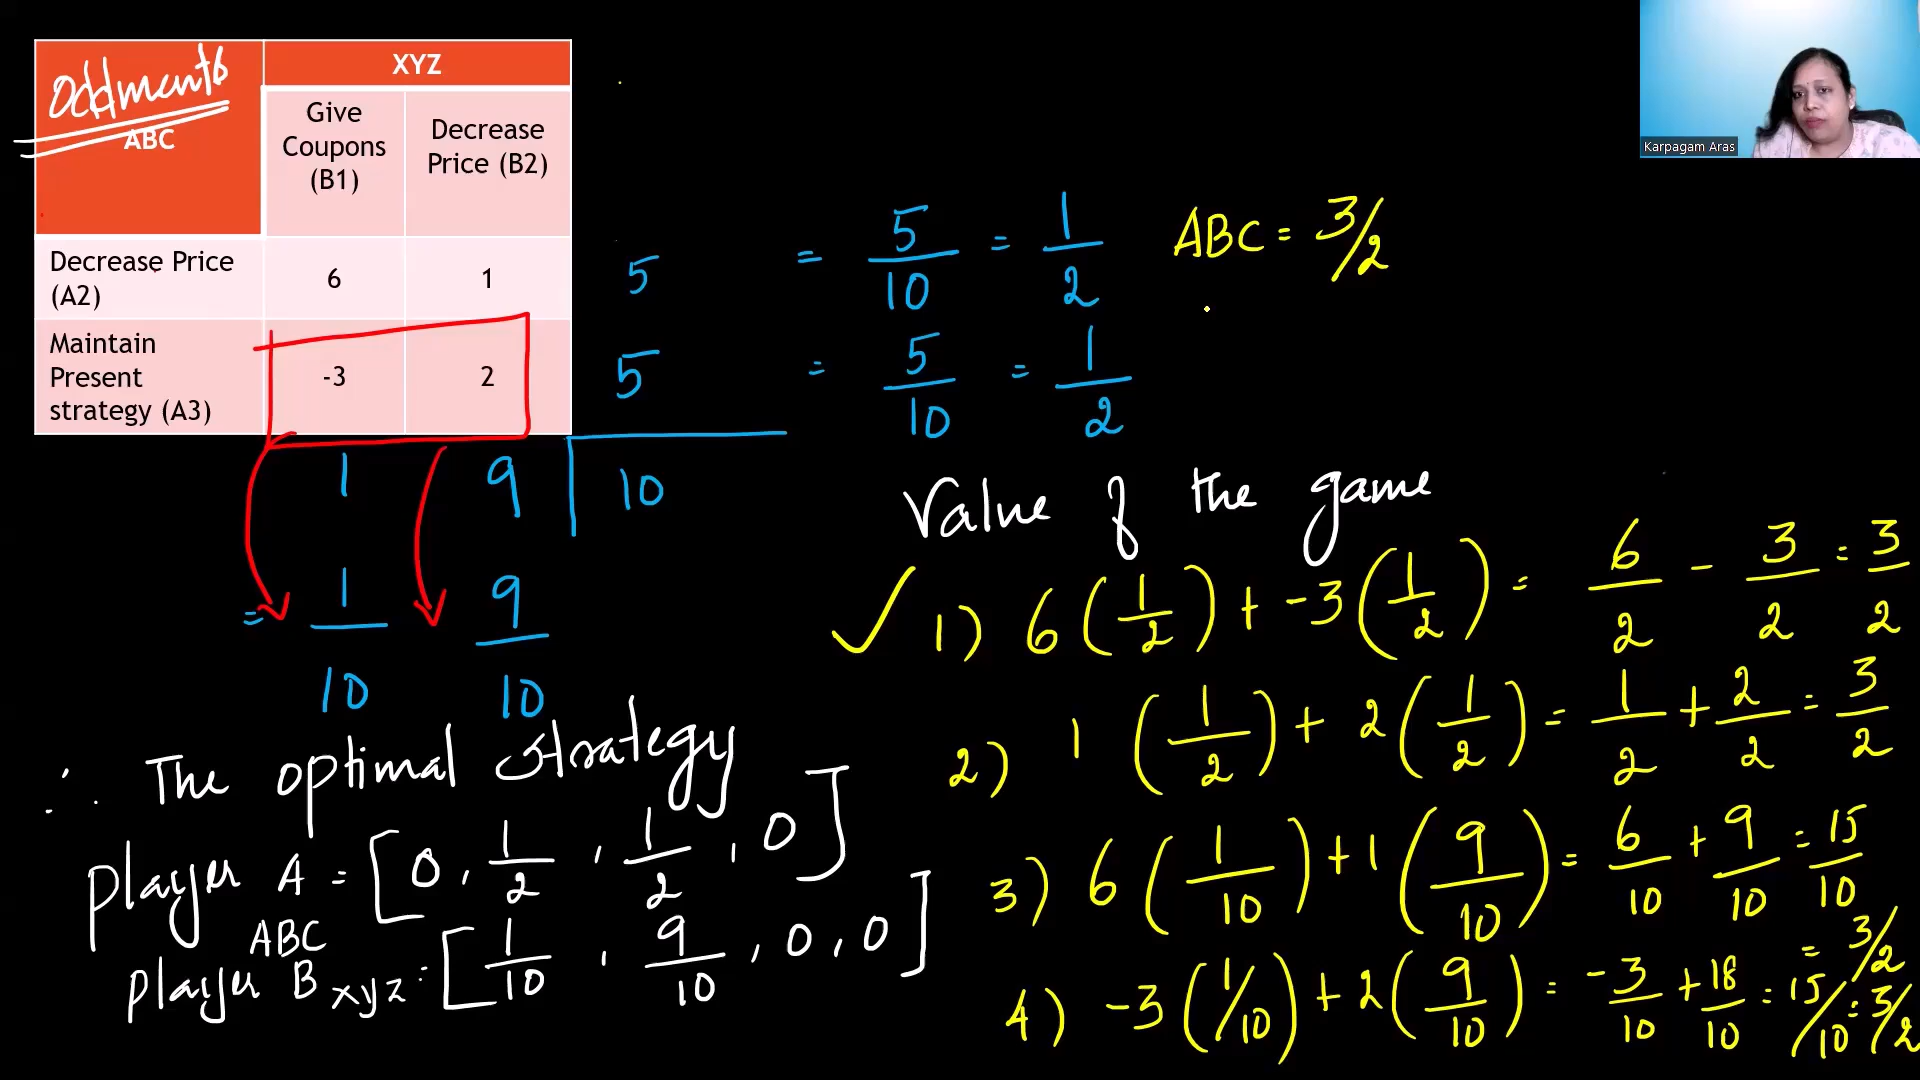 Oddments
ABC
XYZ
Give Coupons (B1)
Decrease Price (B2)
Decrease Price (A2)
6
1
Maintain Present strategy (A3)
-3
2
5 = 5/10 = 1/2
5 = 5/10 = 1/2
1 9 10
= 1/10 9/10
ABC = 3/2
Karpagam Aras
Value of the game
1) 6(1/2) + -3(1/2) = 6/2 - 3/2 = 3/2
2) 1(1/2) + 2(1/2) = 1/2 + 2/2 = 3/2
3) 6(1/10) + 1(9/10) = 6/10 + 9/10 = 15/10
= 3/2
4) -3(1/10) + 2(9/10) = -3/10 + 18/10 = 15/10 = 3/2
∴ The optimal strategy
player A = [0, 1/2, 1/2, 0]
ABC
player B xyz = [1/10, 9/10, 0, 0]